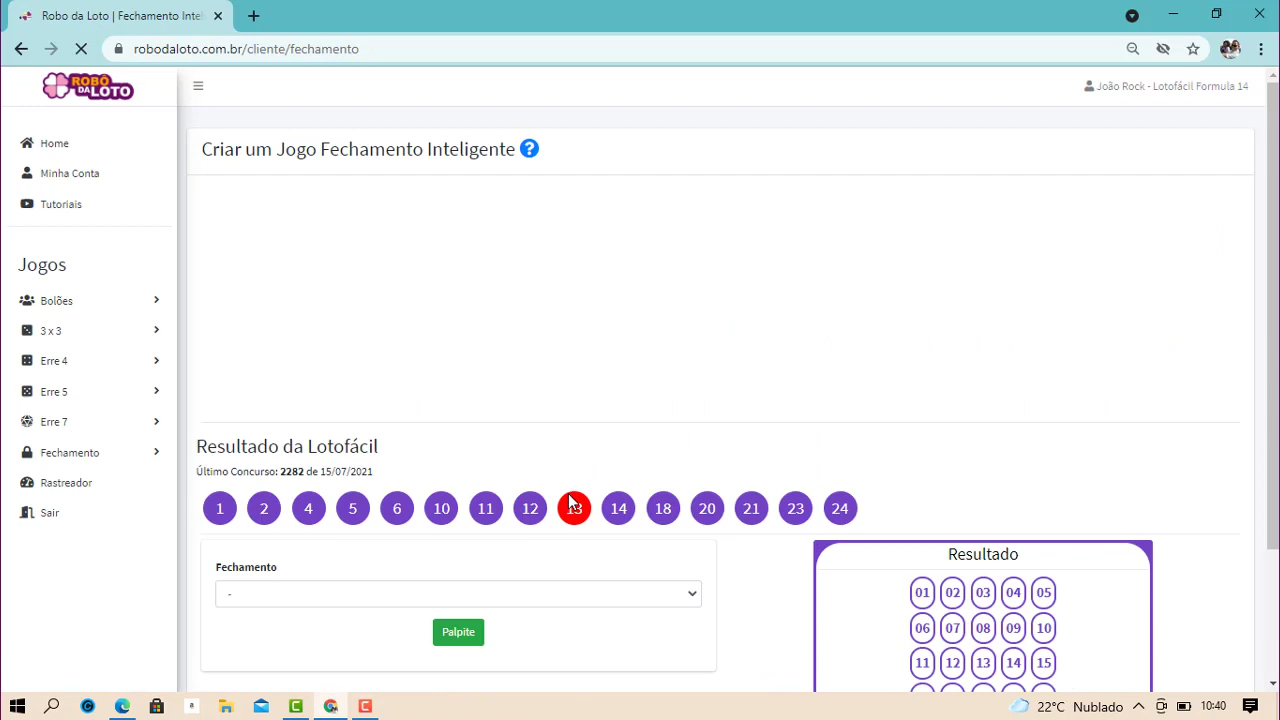 Robo da Loto | Fechamento Inteli
robodaloto.com.br/cliente/fechamento
ROBO DA LOTO
João Rock - Lotofácil Formula 14
Home
Minha Conta
Tutoriais
Jogos
Bolões
3 x 3
Erre 4
Erre 5
Erre 7
Fechamento
Rastreador
Sair
Criar um Jogo Fechamento Inteligente ?
Resultado da Lotofácil
Último Concurso: 2282 de 15/07/2021
1 2 4 5 6 10 11 12 13 14 18 20 21 23 24
Fechamento
-
Palpite
Resultado
01 02 03 04 05
06 07 08 09 10
11 12 13 14 15
22°C Nublado 10:40